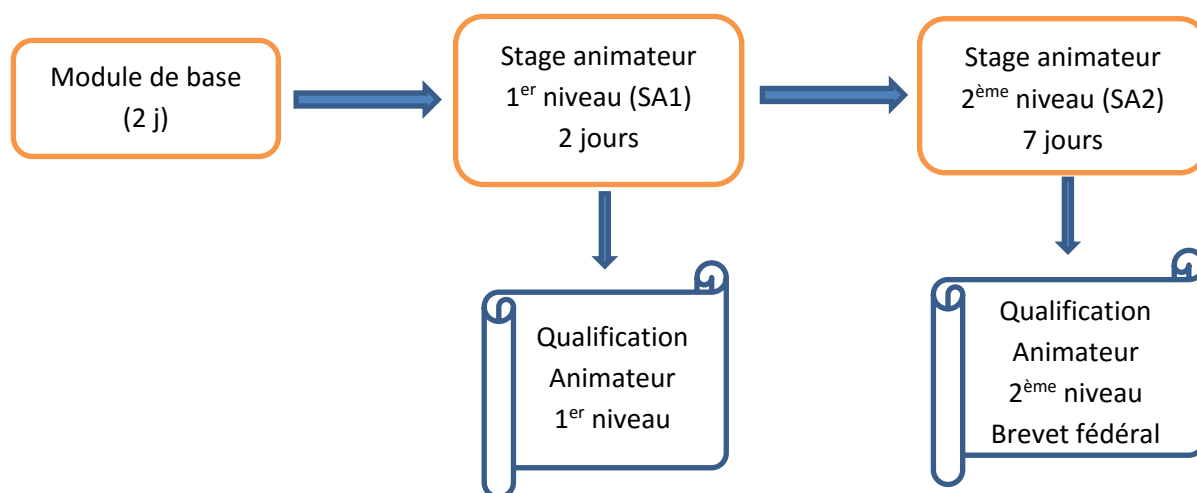 Module de base
(2 j)
Stage animateur
1er niveau (SA1)
2 jours
Stage animateur
2ème niveau (SA2)
7 jours
Qualification
Animateur
1er niveau
Qualification
Animateur
2ème niveau
Brevet fédéral